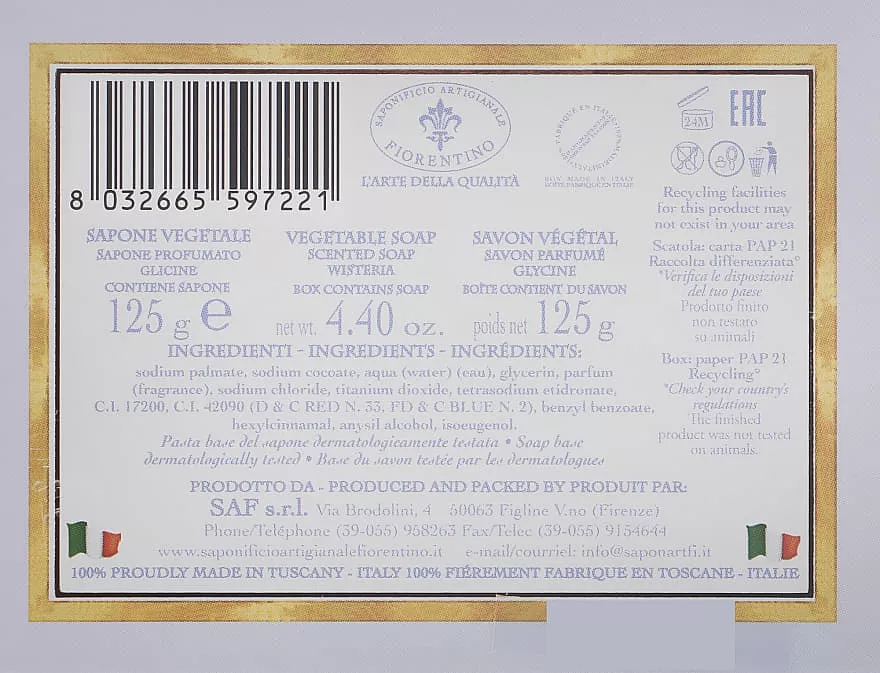 8 032665 597221
SAPONIFICIO ARTIGIANALE
FIORENTINO
L'ARTE DELLA QUALITÀ
FABRIQUÉ EN ITALIE
BOX MADE IN ITALY
24M
EAC
Recycling facilities
for this product may
not exist in your area
Scatola: carta PAP 21
Raccolta differenziata°
°Verifica le disposizioni
del tuo paese
Prodotto finito
non testato
su animali
Box: paper PAP 21
Recycling°
°Check your country's
regulations
The finished
product was not tested
on animals.
SAPONE VEGETALE
SAPONE PROFUMATO
GLICINE
CONTIENE SAPONE
125 g e
VEGETABLE SOAP
SCENTED SOAP
WISTERIA
BOX CONTAINS SOAP
net wt. 4.40 oz.
SAVON VÉGÉTAL
SAVON PARFUMÉ
GLYCINE
BOÎTE CONTIENT DU SAVON
poids net 125 g
INGREDIENTI - INGREDIENTS - INGRÉDIENTS:
sodium palmate, sodium cocoate, aqua (water) (eau), glycerin, parfum
(fragrance), sodium chloride, titanium dioxide, tetrasodium etidronate,
C.I. 17200, C.I. 42090 (D & C RED N. 33, FD & C BLUE N. 2), benzyl benzoate,
hexylcinnamal, anysil alcohol, isoeugenol.
Pasta base del sapone dermatologicamente testata • Soap base
dermatologically tested • Base du savon testée par les dermatologues
PRODOTTO DA - PRODUCED AND PACKED BY PRODUIT PAR:
SAF s.r.l. Via Brodolini, 4 50063 Figline V.no (Firenze)
Phone/Teléphone (39-055) 958263 Fax/Telec (39-055) 9154644
www.saponificioartigianalefiorentino.it e-mail/courriel: info@saponartfi.it
100% PROUDLY MADE IN TUSCANY - ITALY 100% FIÉREMENT FABRIQUE EN TOSCANE - ITALIE